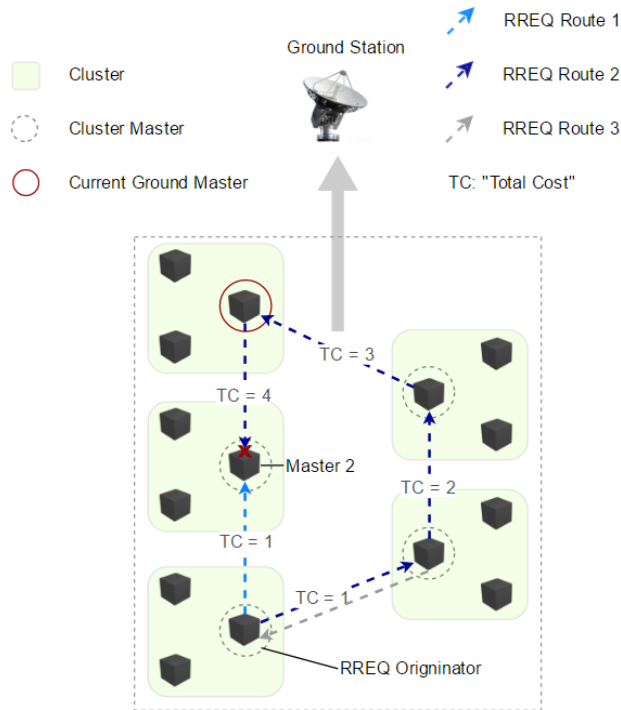 RREQ Route 1
Ground Station
Cluster
RREQ Route 2
Cluster Master
RREQ Route 3
Current Ground Master
TC: "Total Cost"
TC = 3
TC = 4
Master 2
TC = 2
TC = 1
TC = 1
RREQ Origninator